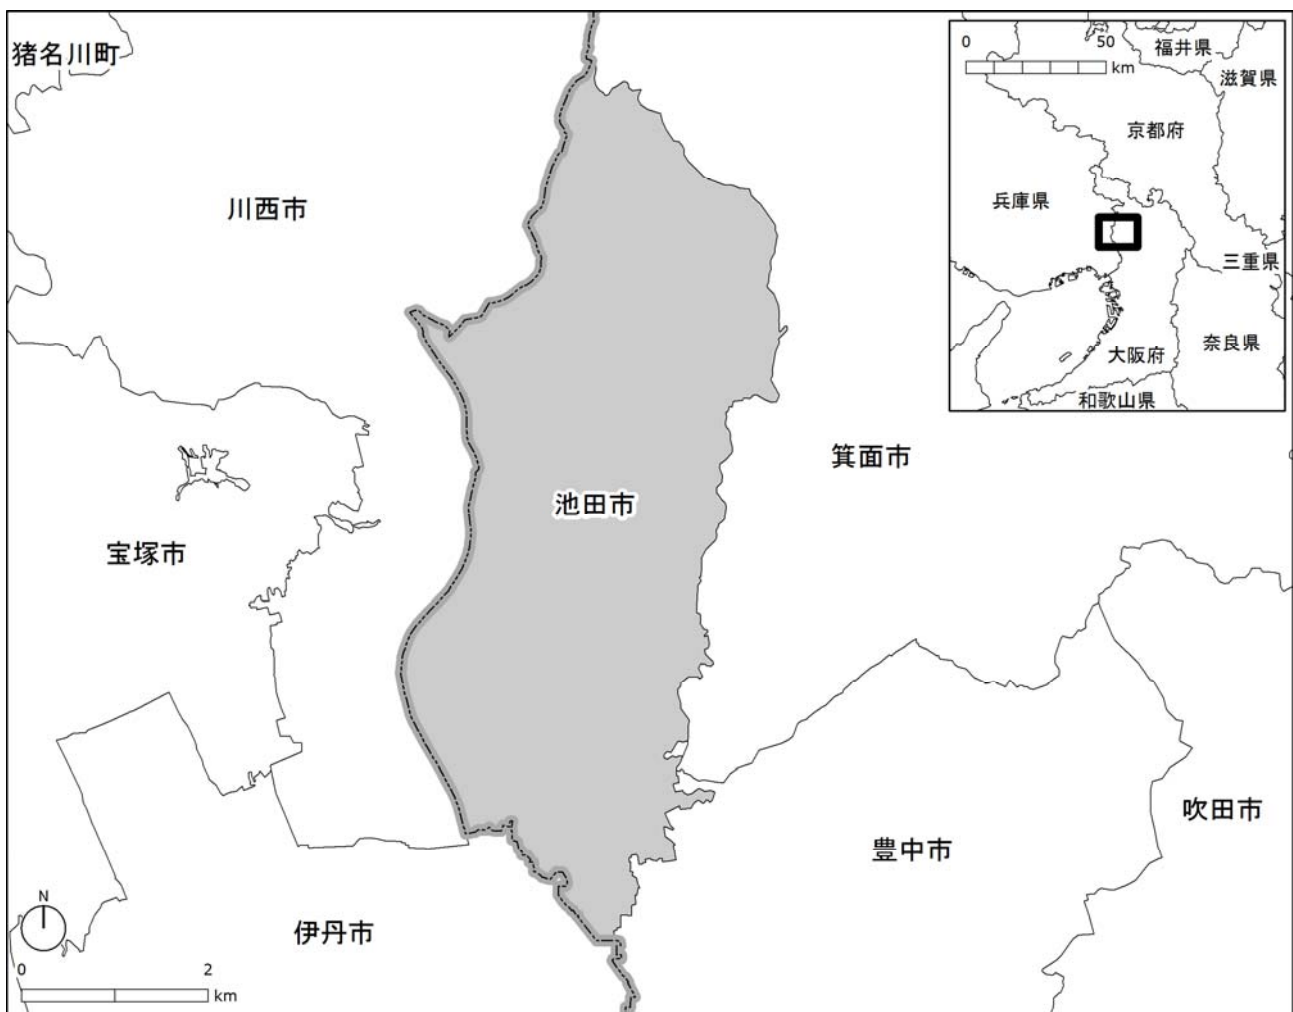 猪名川町
0 50
km
福井県
滋賀県
京都府
兵庫県
川西市
三重県
奈良県
大阪府
和歌山県
箕面市
池田市
宝塚市
吹田市
豊中市
N
伊丹市
0 2
km